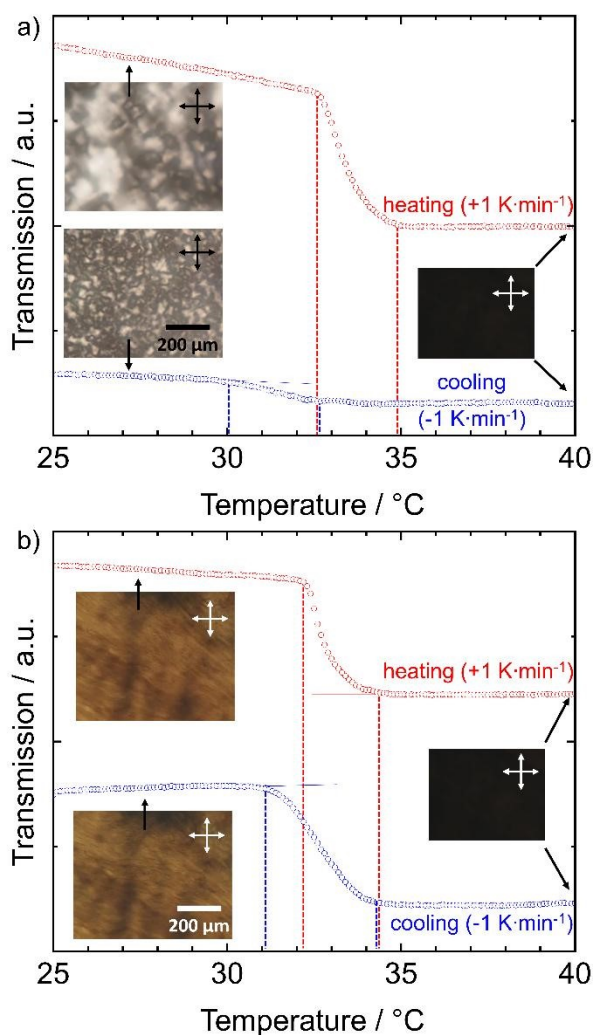 a)
Transmission / a.u.
heating (+1 K·min⁻¹)
200 µm
cooling
(-1 K·min⁻¹)
25 30 35 40
Temperature / °C
b)
Transmission / a.u.
heating (+1 K·min⁻¹)
200 µm
cooling (-1 K·min⁻¹)
25 30 35 40
Temperature / °C